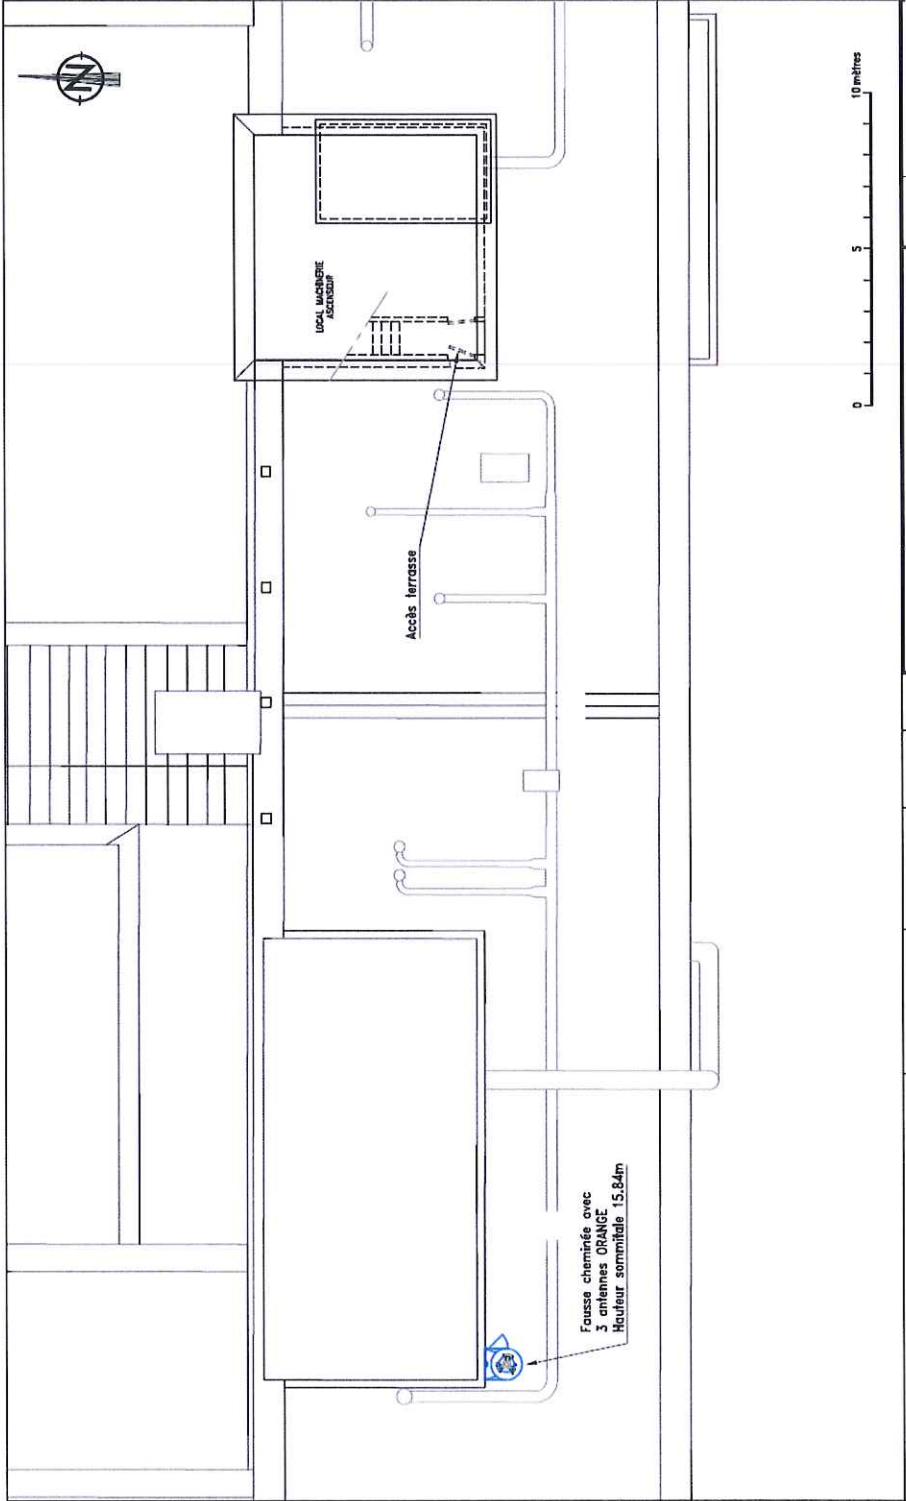 N
LOCAL MACHINERIE
ASCENSEUR
Accès terrasse
Fausse cheminée avec
3 antennes ORANGE
Hauteur sommitale 15.84m
0 5 10 mètres